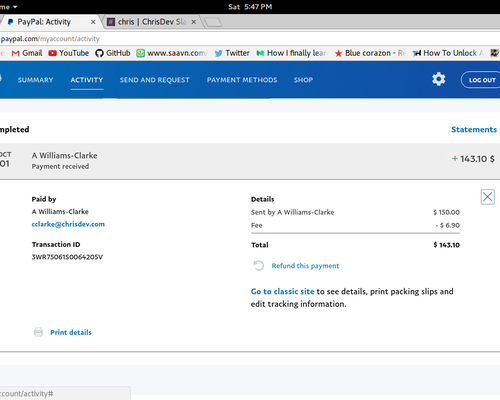 me
Sat 5:47 PM
PayPal: Activity
chris | ChrisDev Sla
paypal.com/myaccount/activity
Gmail YouTube GitHub www.saavn.com/ Twitter How I finally lear Blue corazon - Re How To Unlock A
SUMMARY ACTIVITY SEND AND REQUEST PAYMENT METHODS SHOP LOG OUT
mpleted Statements
OCT
01
A Williams-Clarke
Payment received
+ 143.10 $
Paid by
A Williams-Clarke
cclarke@chrisdev.com
Transaction ID
3WR75061S0064205V
Print details
Details
Sent by A Williams-Clarke $ 150.00
Fee - $ 6.90
Total $ 143.10
Refund this payment
Go to classic site to see details, print packing slips and
edit tracking information.
ccount/activity#